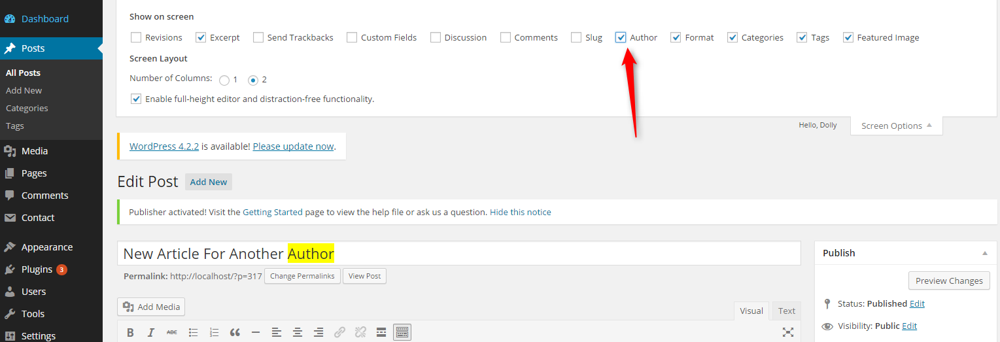 Dashboard
Posts
All Posts
Add New
Categories
Tags
Media
Pages
Comments
Contact
Appearance
Plugins 3
Users
Tools
Settings
Show on screen
Revisions Excerpt Send Trackbacks Custom Fields Discussion Comments Slug Author Format Categories Tags Featured Image
Screen Layout
Number of Columns: 1 2
Enable full-height editor and distraction-free functionality.
Hello, Dolly Screen Options
WordPress 4.2.2 is available! Please update now.
Edit Post Add New
Publisher activated! Visit the Getting Started page to view the help file or ask us a question. Hide this notice
New Article For Another Author
Permalink: http://localhost/?p=317 Change Permalinks View Post
Add Media
Visual Text
B I ABC
Publish
Preview Changes
Status: Published Edit
Visibility: Public Edit